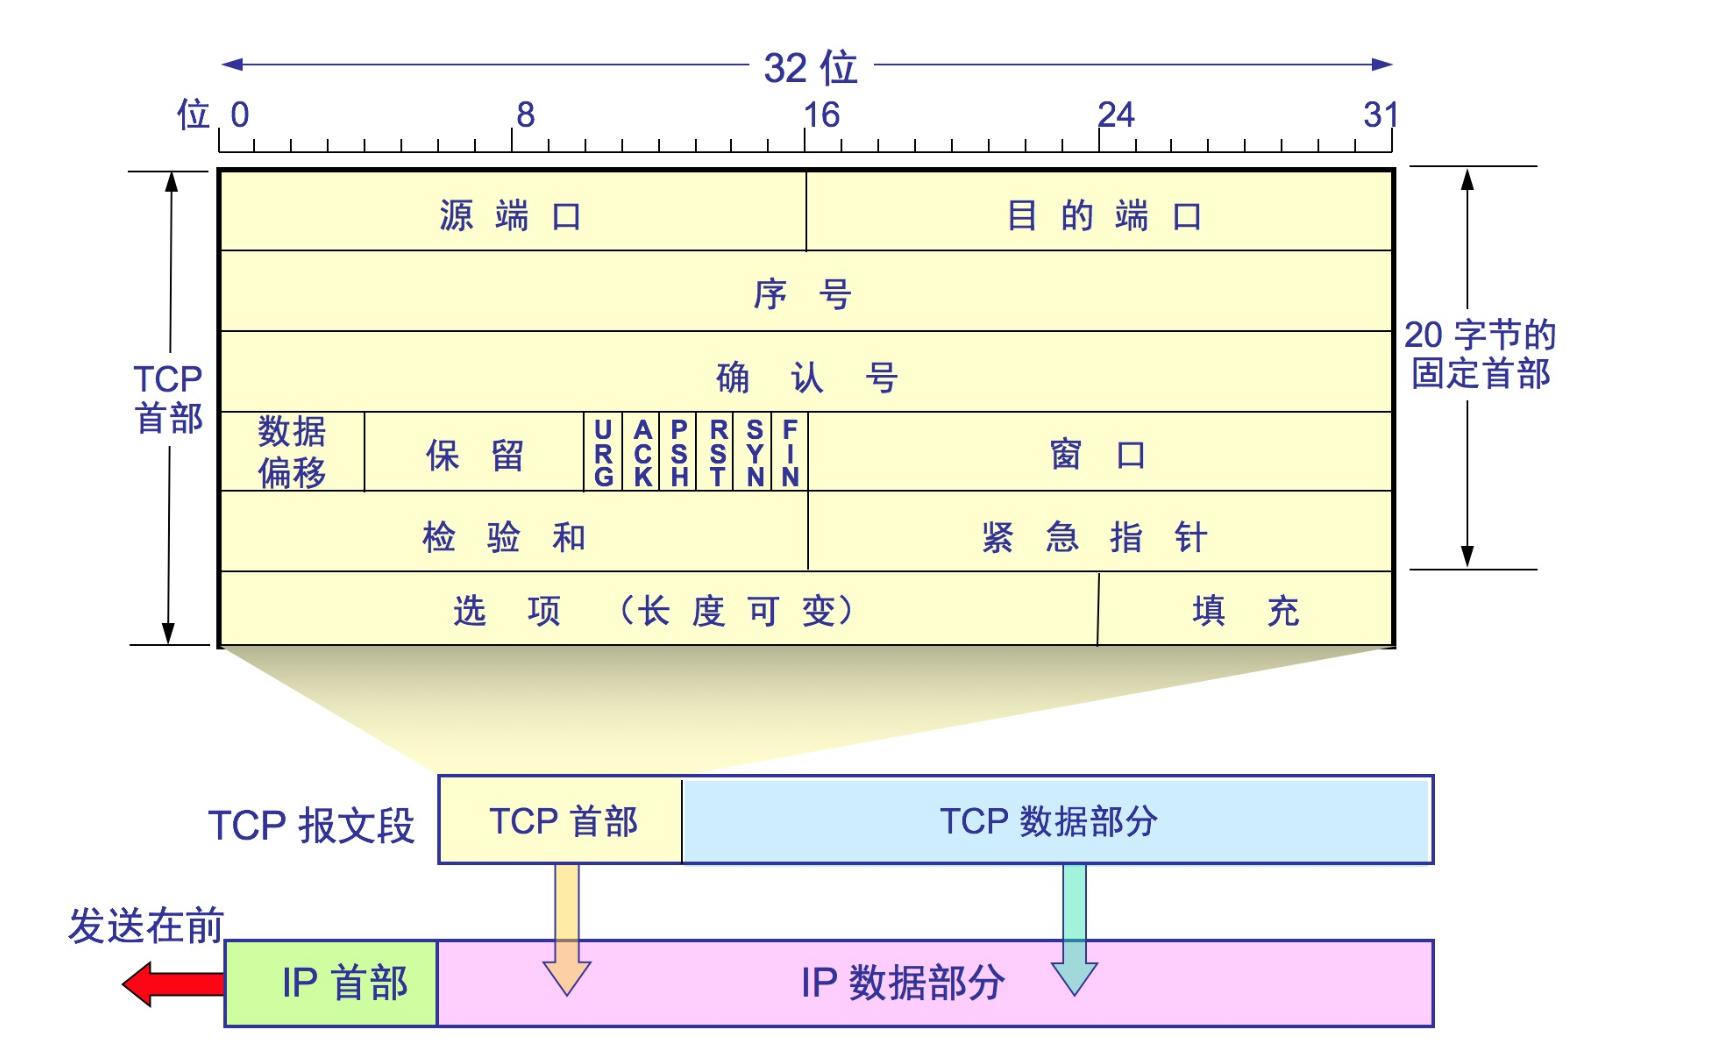 32 位
位 0 8 16 24 31
源端口 目的端口
序号
确认号
TCP
首部
20 字节的
固定首部
数据
偏移
保留
URG
ACK
PSH
RST
SYN
FIN
窗口
检验和 紧急指针
选项（长度可变） 填充
TCP 报文段 TCP 首部 TCP 数据部分
发送在前
IP 首部 IP 数据部分